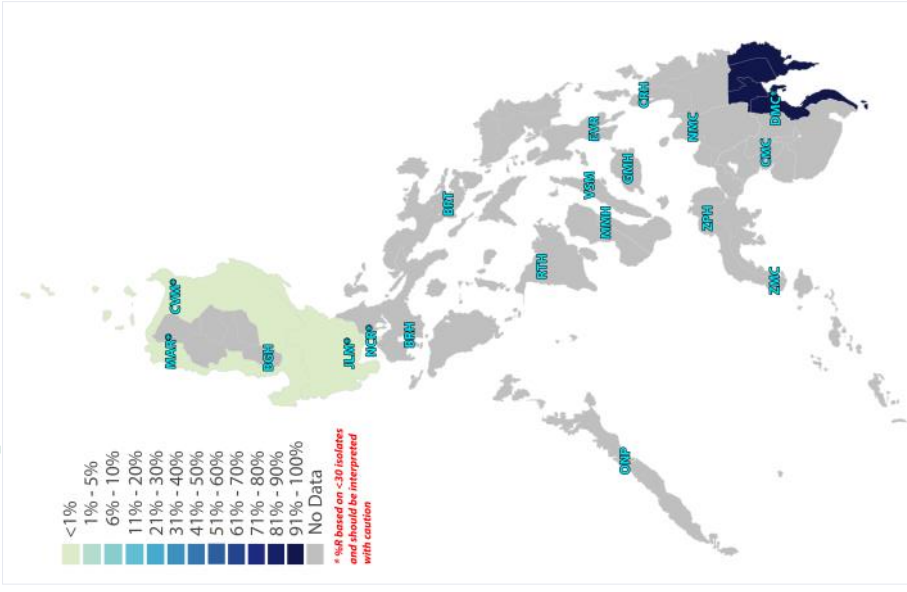 <1%
1% - 5%
6% - 10%
11% - 20%
21% - 30%
31% - 40%
41% - 50%
51% - 60%
61% - 70%
71% - 80%
81% - 90%
91% - 100%
No Data
* %R based on <30 isolates
and should be interpreted
with caution
MAR*
CVM*
BGH
JLM*
NCR*
BRH
BRT
RTH
VSM
EVR
MMH
ONP
GMH
CRH
NMC
ZPH
CMC
ZMC
DMC*